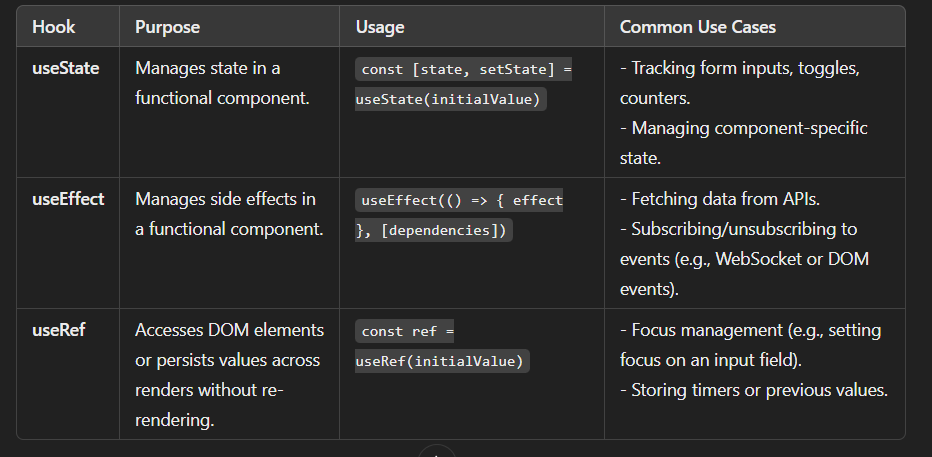 Hook Purpose Usage Common Use Cases
useState Manages state in a const [state, setState] = - Tracking form inputs, toggles,
functional component. useState(initialValue) counters.
- Managing component-specific
state.
useEffect Manages side effects in useEffect(() => { effect - Fetching data from APIs.
a functional component. }, [dependencies]) - Subscribing/unsubscribing to
events (e.g., WebSocket or DOM
events).
useRef Accesses DOM elements const ref = - Focus management (e.g., setting
or persists values across useRef(initialValue) focus on an input field).
renders without re- - Storing timers or previous values.
rendering.